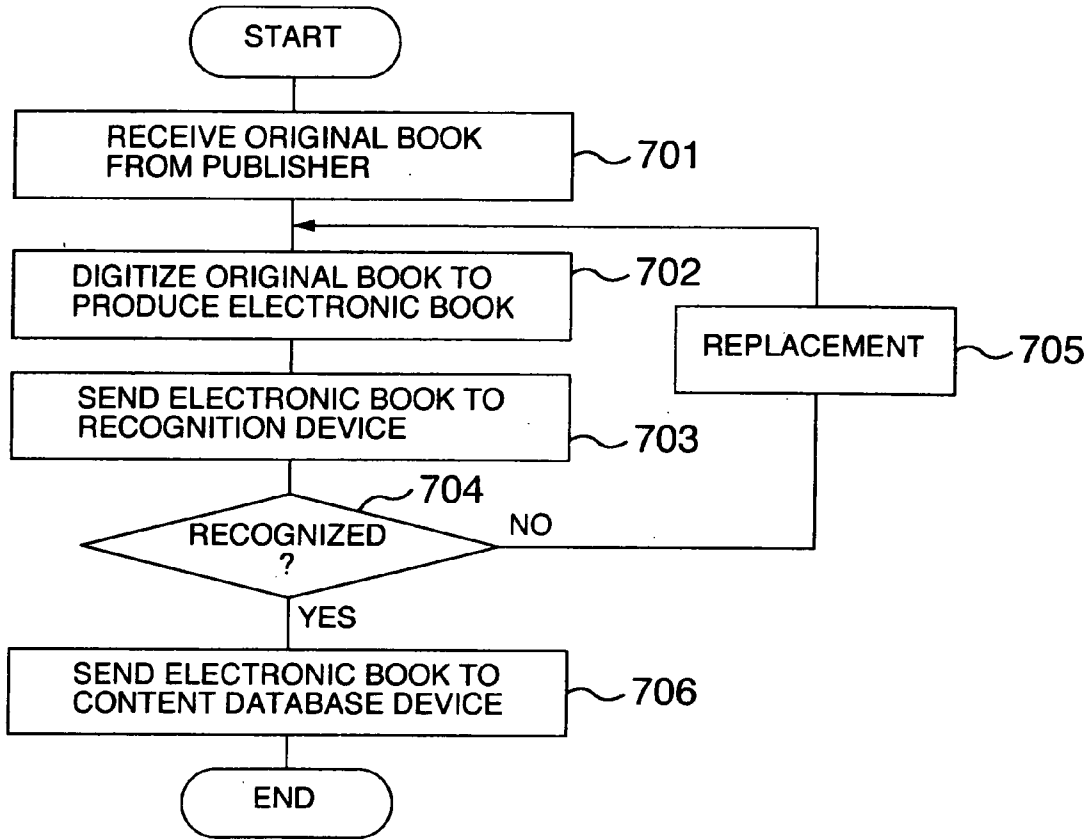 START
RECEIVE ORIGINAL BOOK
FROM PUBLISHER
701
DIGITIZE ORIGINAL BOOK TO
PRODUCE ELECTRONIC BOOK
702
REPLACEMENT
705
SEND ELECTRONIC BOOK TO
RECOGNITION DEVICE
703
704
RECOGNIZED
?
NO
YES
SEND ELECTRONIC BOOK TO
CONTENT DATABASE DEVICE
706
END